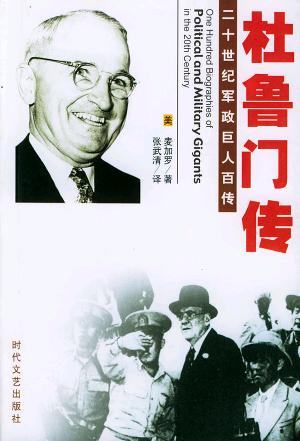 杜鲁门传
二十世纪军政巨人百传
One Hundred Biographies of
Political and Military Gigants
in the 20th Century
美 麦加罗/著
张武清/译
时代文艺出版社